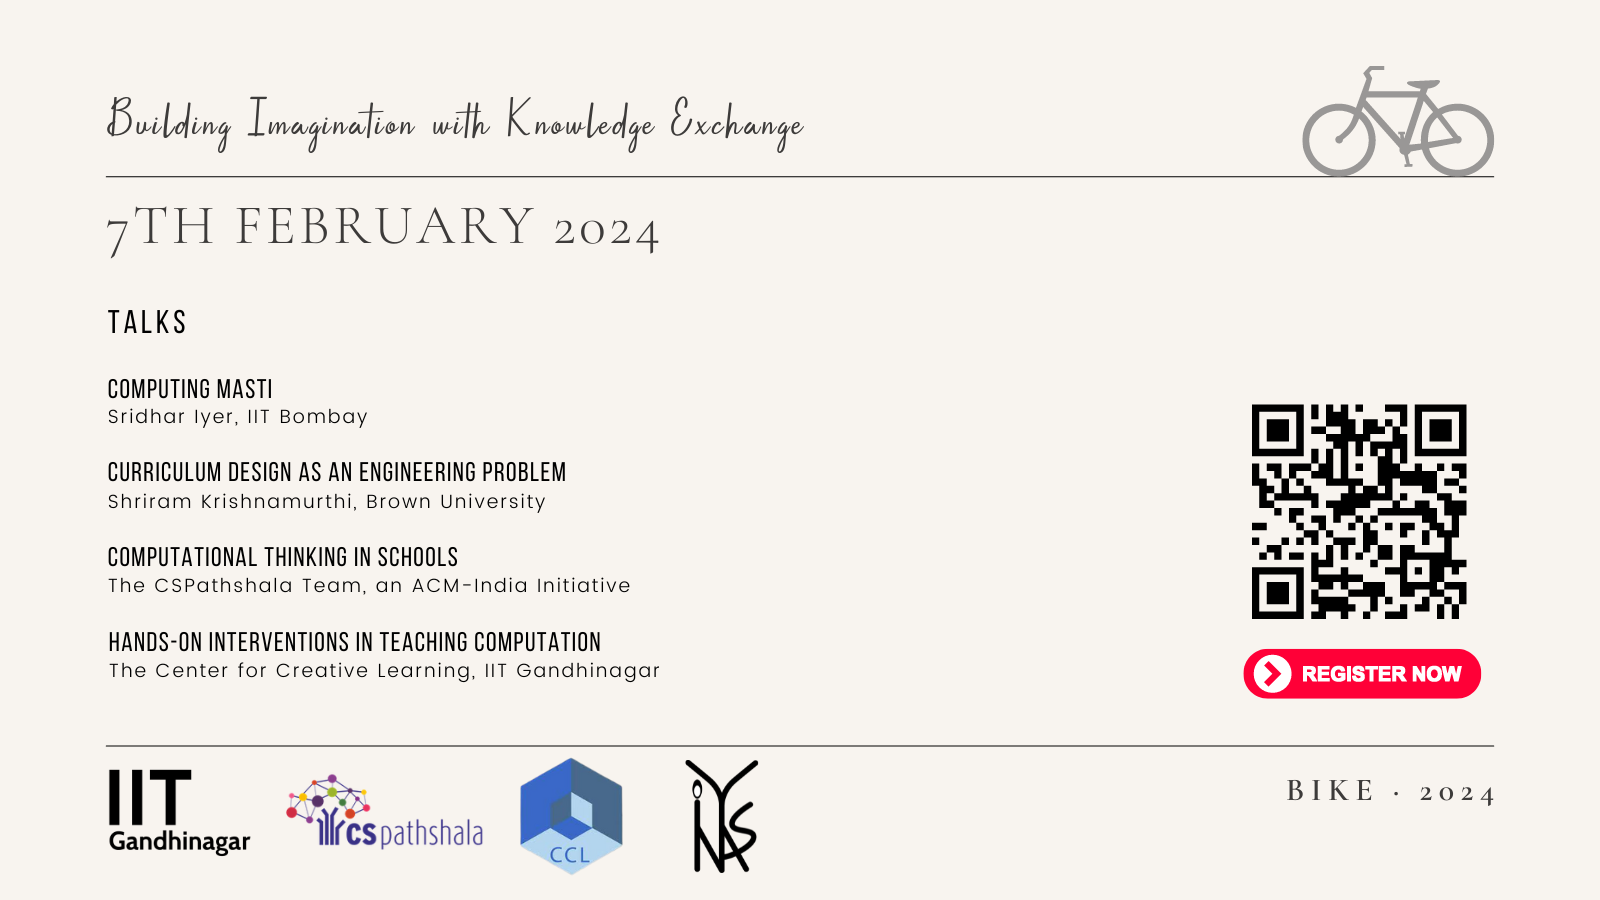 Building Imagination with Knowledge Exchange
7TH FEBRUARY 2024
TALKS
COMPUTING MASTI
Sridhar Iyer, IIT Bombay
CURRICULUM DESIGN AS AN ENGINEERING PROBLEM
Shriram Krishnamurthi, Brown University
COMPUTATIONAL THINKING IN SCHOOLS
The CSPathshala Team, an ACM-India Initiative
HANDS-ON INTERVENTIONS IN TEACHING COMPUTATION
The Center for Creative Learning, IIT Gandhinagar
REGISTER NOW
IIT
Gandhinagar
CSpathshala
CCL
BIKE · 2024